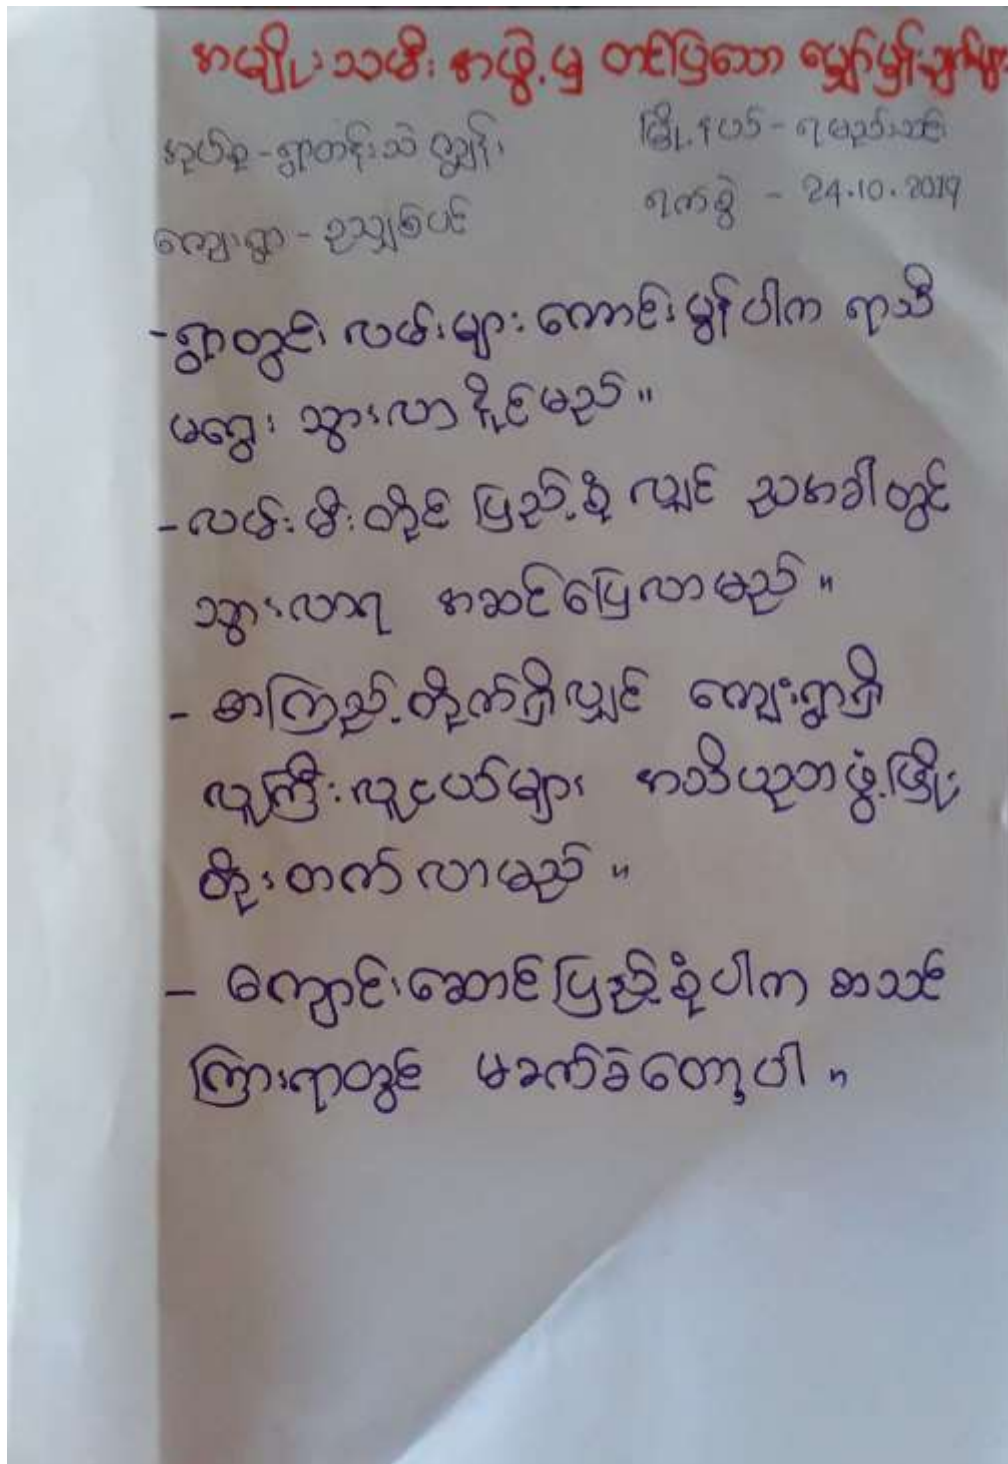 အမျိုးသမီးအဖွဲ့မှ တင်ပြသော မျှော်မှန်းချက်များ
အုပ်စု - ရွာတန်းသဲကျွန်း
မြို့နယ် - ရမည်းသင်း
ရက်စွဲ - 24.10.2019
ကျေးရွာ - ဥသျှစ်ပင်
- ရွာတွင်း လမ်းများ ကောင်းမွန်ပါက ရာသီ
မရွေး သွားလာနိုင်မည်။
- လမ်းမီးတိုင် ပြည့်စုံလျှင် ညအခါတွင်
သွားလာရ အဆင်ပြေလာမည်။
- စာကြည့်တိုက်ရှိလျှင် ကျေးရွာရှိ
လူကြီးလူငယ်များ အသိပညာဖွံ့ဖြိုး
တိုးတက်လာမည်။
- ကျောင်းဆောင်ပြည့်စုံပါက စာသင်
ကြားရာတွင် မခက်ခဲတော့ပါ။